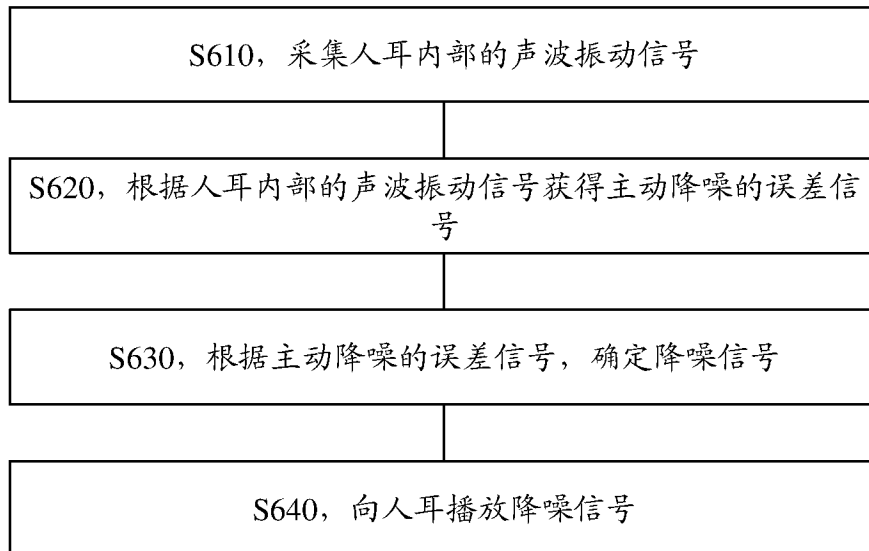 S610，采集人耳内部的声波振动信号
S620，根据人耳内部的声波振动信号获得主动降噪的误差信
号
S630，根据主动降噪的误差信号，确定降噪信号
S640，向人耳播放降噪信号